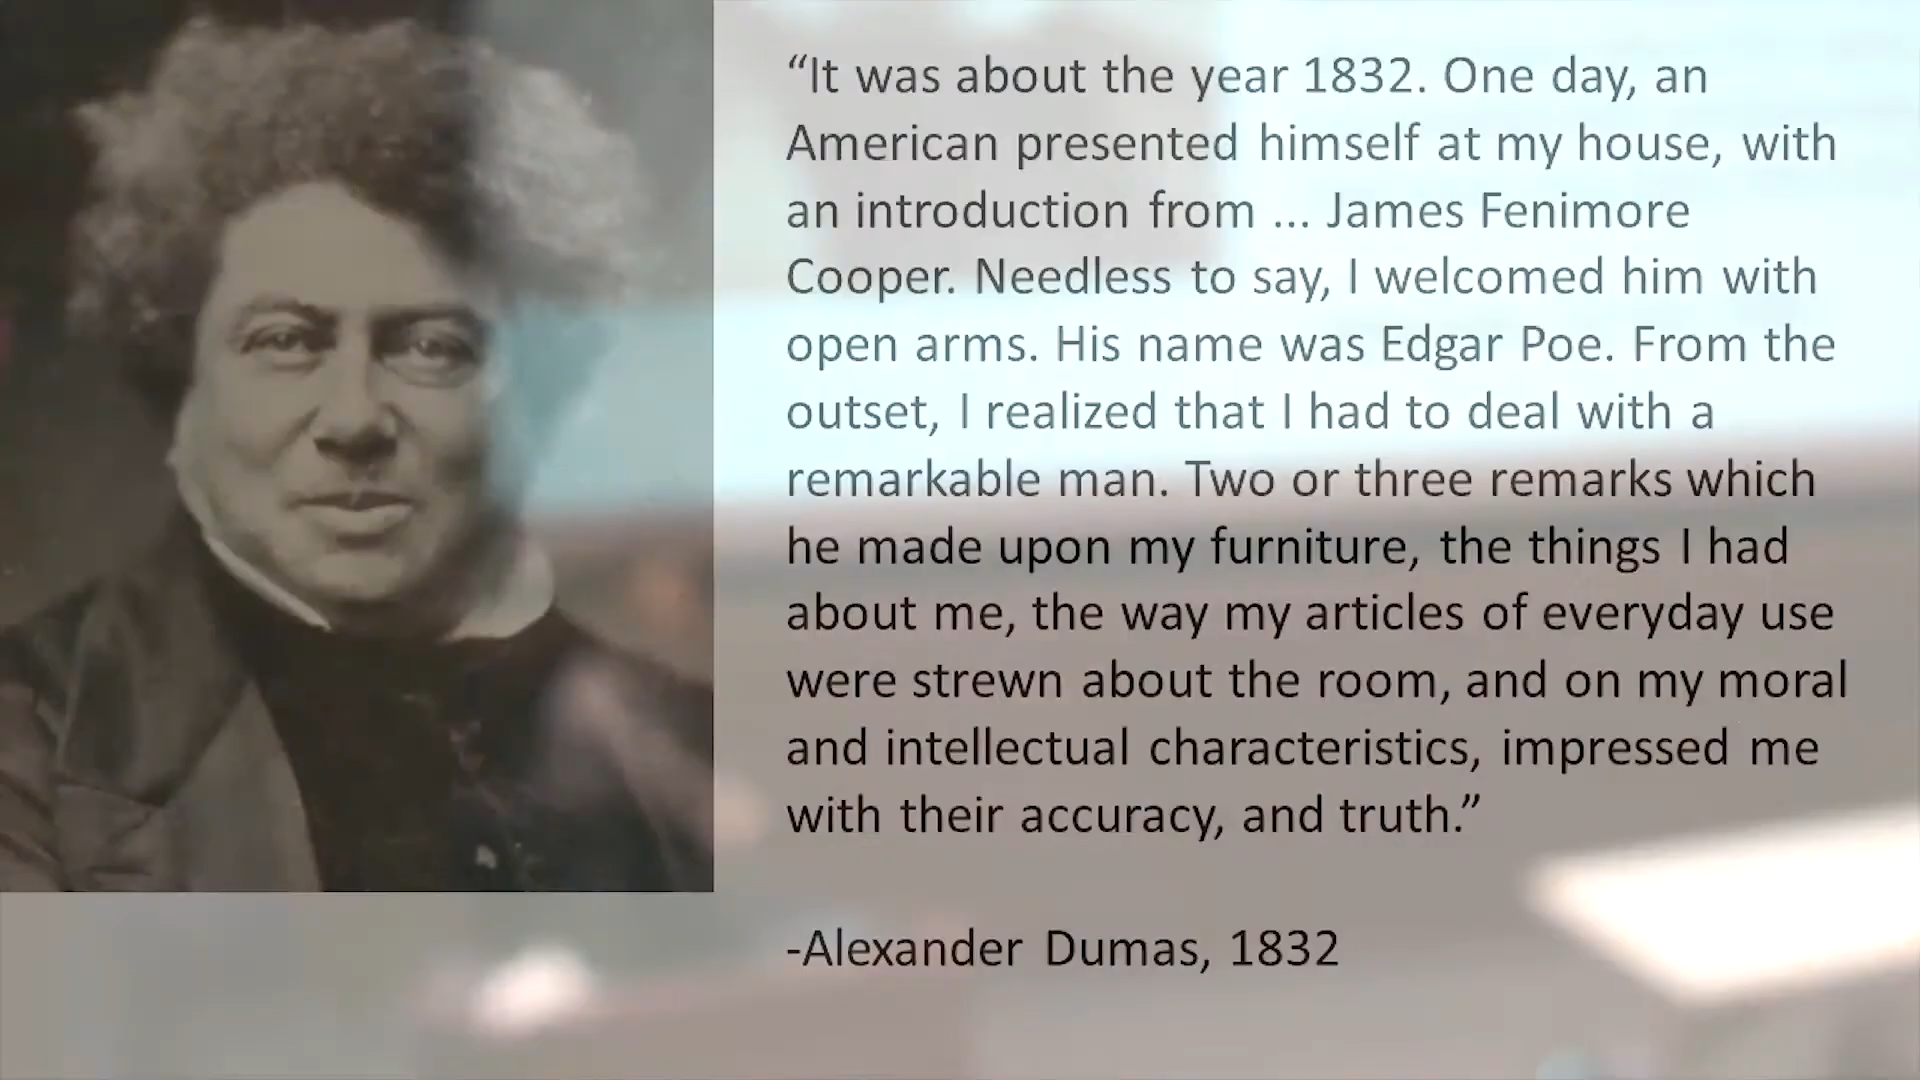 “It was about the year 1832. One day, an
American presented himself at my house, with
an introduction from ... James Fenimore
Cooper. Needless to say, I welcomed him with
open arms. His name was Edgar Poe. From the
outset, I realized that I had to deal with a
remarkable man. Two or three remarks which
he made upon my furniture, the things I had
about me, the way my articles of everyday use
were strewn about the room, and on my moral
and intellectual characteristics, impressed me
with their accuracy, and truth.”
-Alexander Dumas, 1832